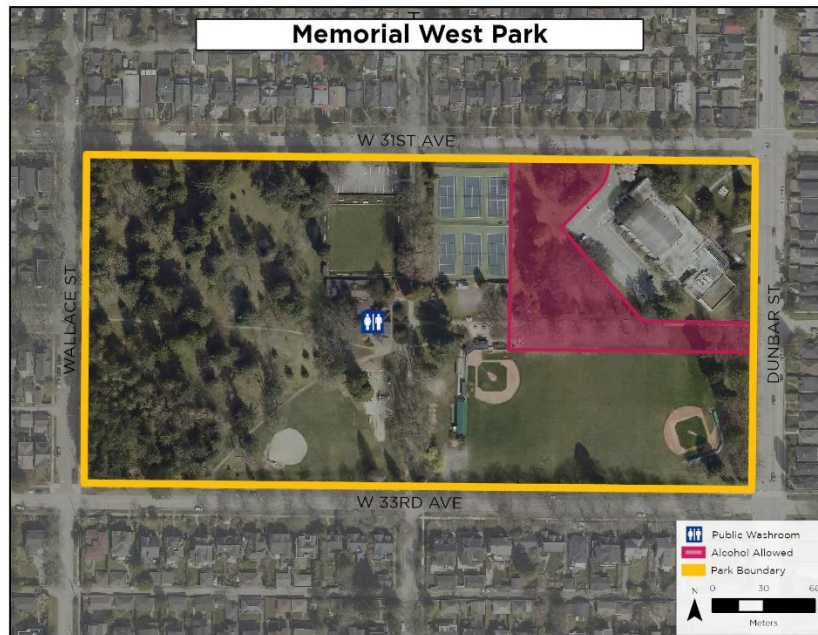 Memorial West Park
W 31ST AVE
WALLACE ST.
DUNBAR ST.
W 33RD AVE
Public Washroom
Alcohol Allowed
Park Boundary
N
0 30 60
Meters